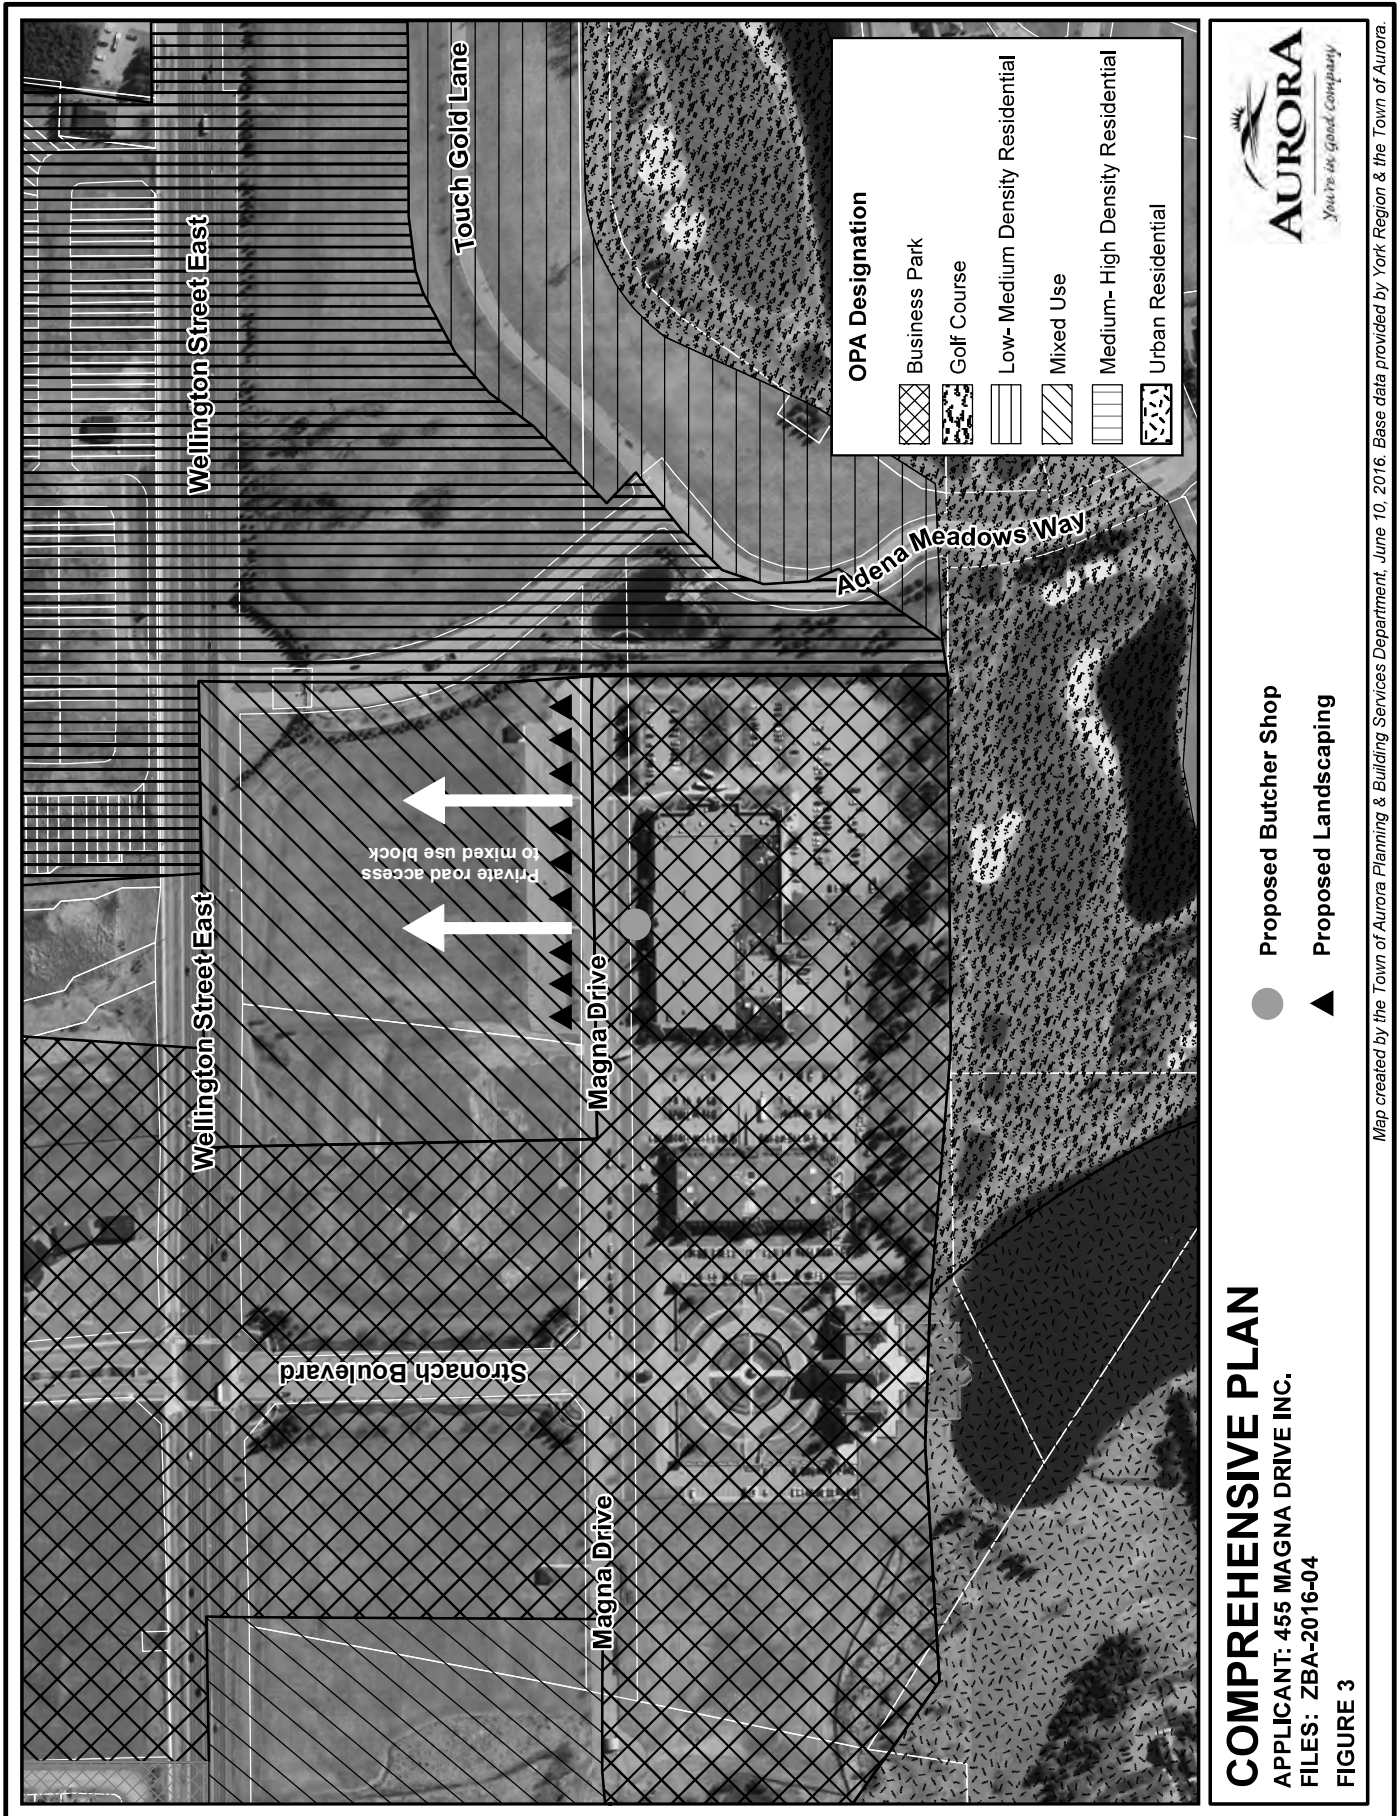 Wellington Street East
Touch Gold Lane
Wellington Street East
Private road access
to mixed use block
Magna Drive
Adena Meadows Way
Stronach Boulevard
Magna Drive
OPA Designation
Business Park
Golf Course
Low- Medium Density Residential
Mixed Use
Medium- High Density Residential
Urban Residential
COMPREHENSIVE PLAN
APPLICANT: 455 MAGNA DRIVE INC.
FILES: ZBA-2016-04
FIGURE 3
Proposed Butcher Shop
Proposed Landscaping
AURORA
You're in Good Company
Map created by the Town of Aurora Planning & Building Services Department, June 10, 2016. Base data provided by York Region & the Town of Aurora.